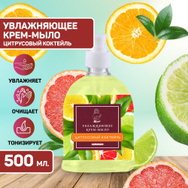 УВЛАЖНЯЮЩЕЕ
КРЕМ-МЫЛО
ЦИТРУСОВЫЙ КОКТЕЙЛЬ
УВЛАЖНЯЕТ
ОЧИЩАЕТ
ТОНИЗИРУЕТ
500 МЛ.
УВЛАЖНЯЮЩЕЕ
КРЕМ-МЫЛО
ЦИТРУСОВЫЙ КОКТЕЙЛЬ